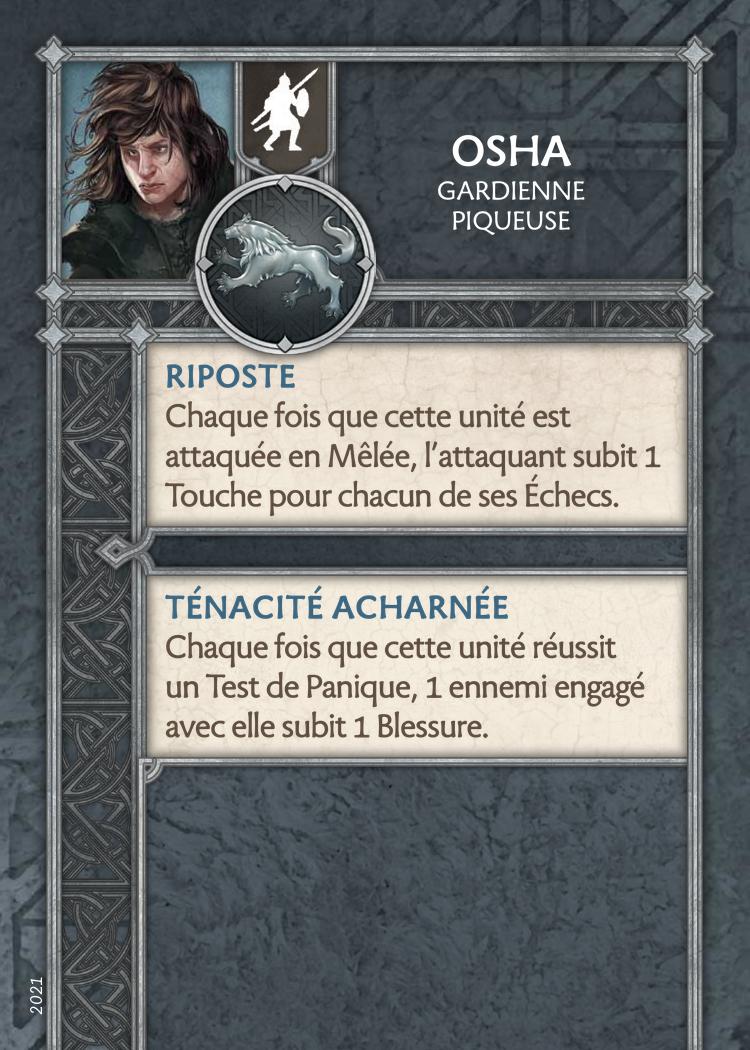 OSHA
GARDIENNE
PIQUEUSE
RIPOSTE
Chaque fois que cette unité est
attaquée en Mêlée, l'attaquant subit 1
Touche pour chacun de ses Échecs.
TÉNACITÉ ACHARNÉE
Chaque fois que cette unité réussit
un Test de Panique, 1 ennemi engagé
avec elle subit 1 Blessure.
2021